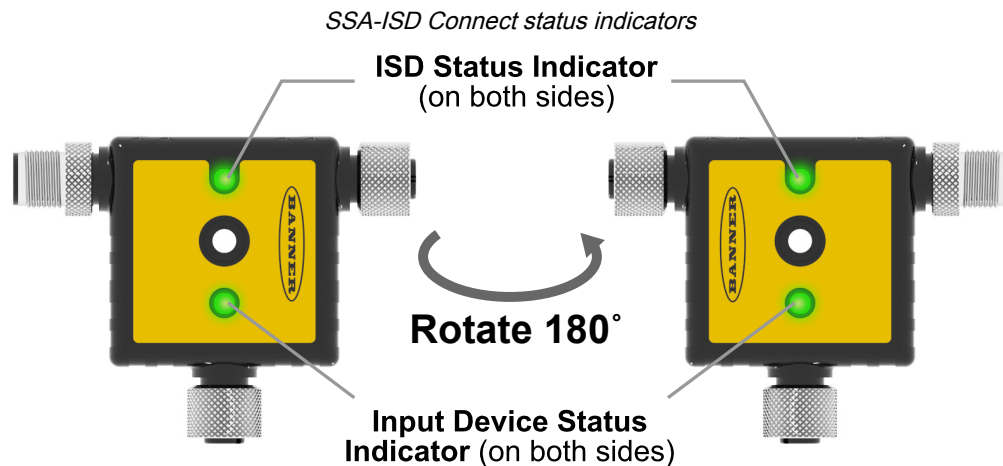 SSA-ISD Connect status indicators
ISD Status Indicator
(on both sides)
BANNER
BANNER
Rotate 180˚
Input Device Status
Indicator (on both sides)